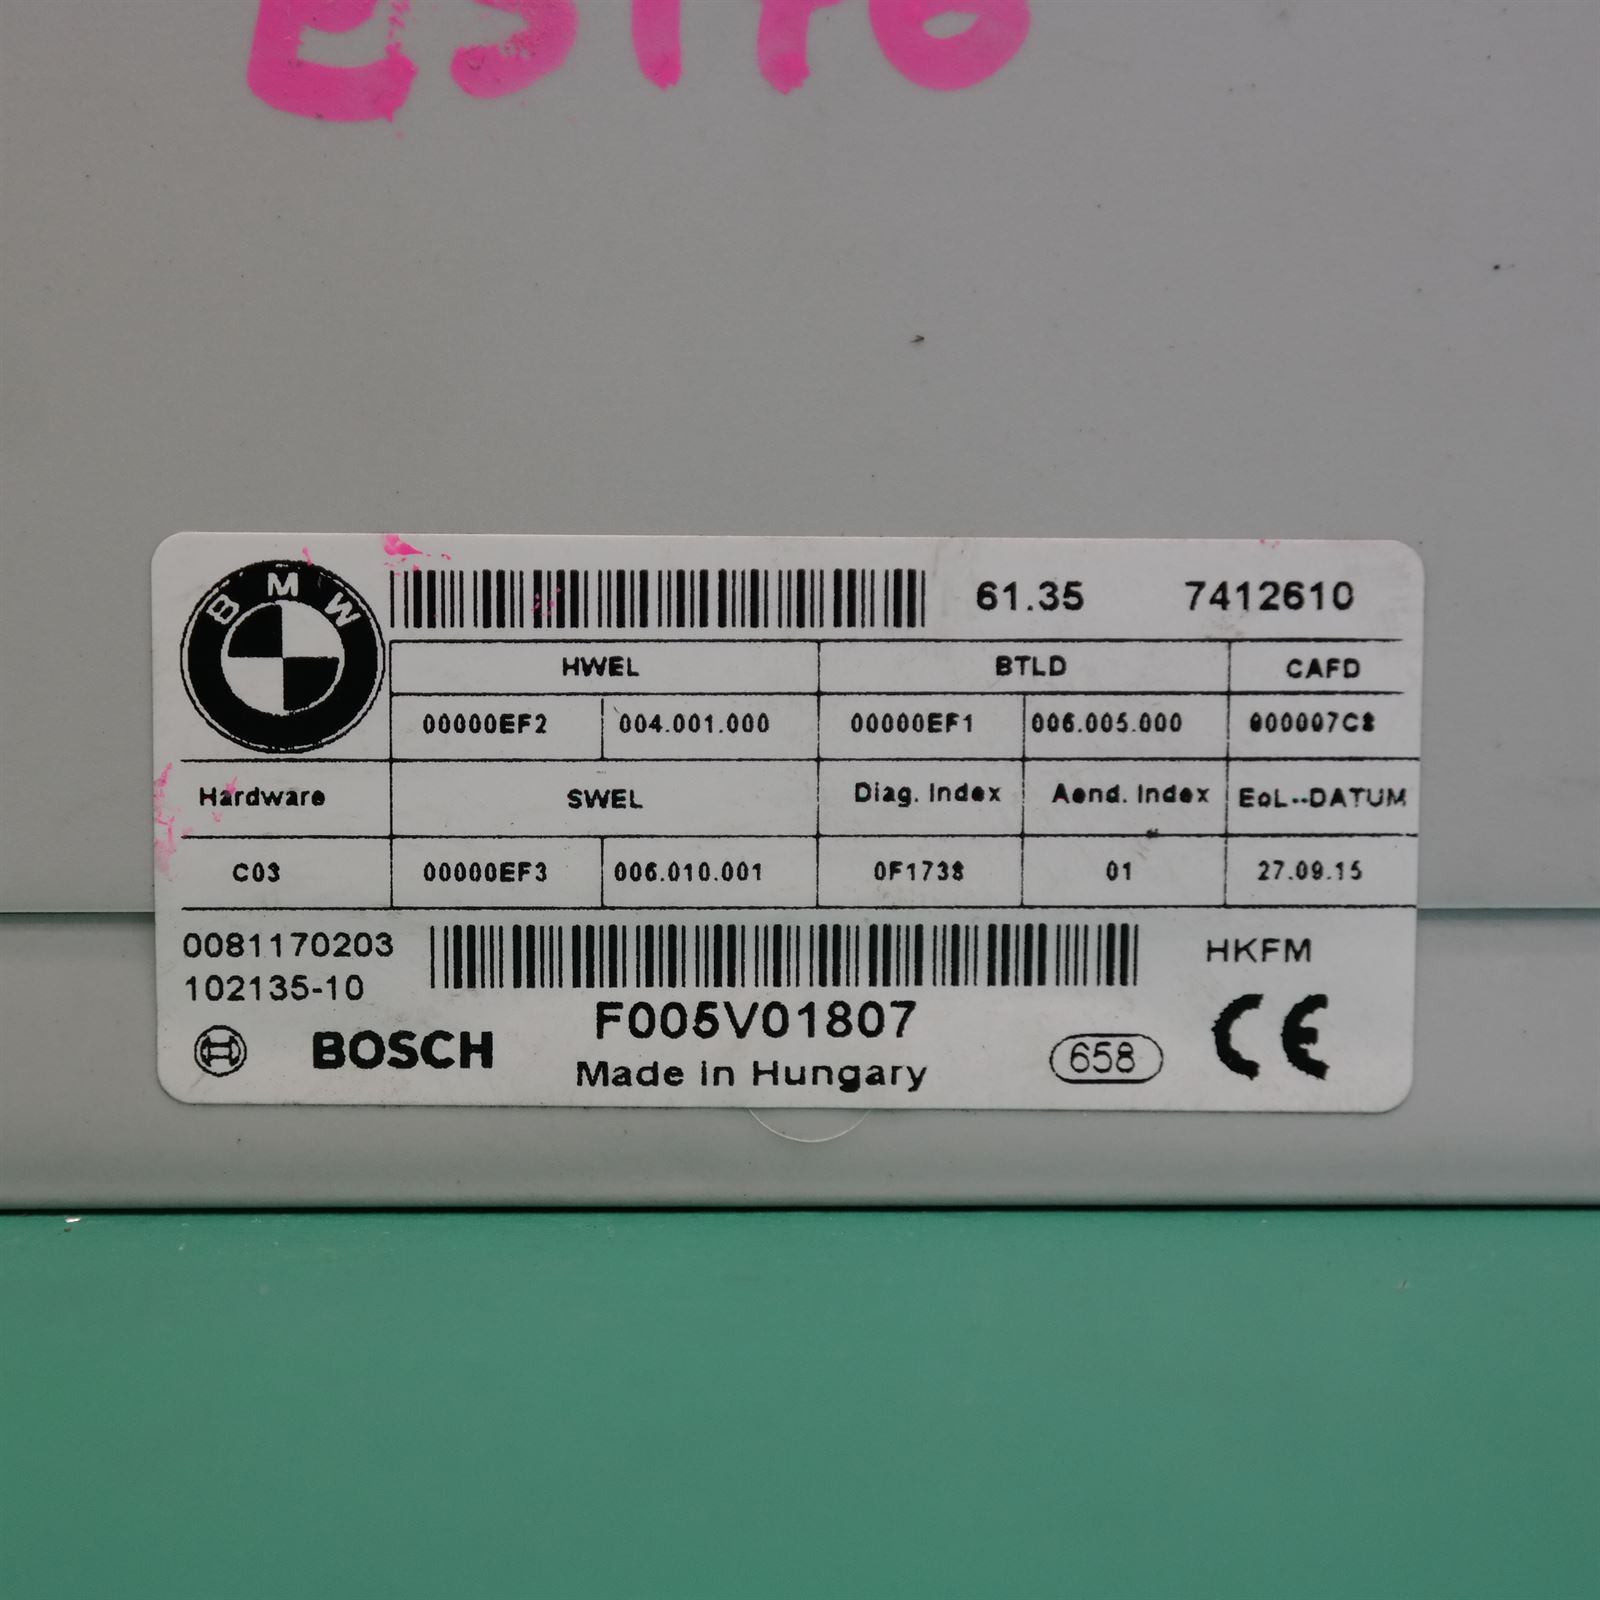 BMW
61.35 7412610
HWEL BTLD CAFD
00000EF2 004.001.000 00000EF1 006.005.000 000007C8
Hardware SWEL Diag. Index Aend. Index EoL-DATUM
C03 00000EF3 006.010.001 0F1738 01 27.09.15
0081170203 HKFM
102135-10
F005V01807
BOSCH 658 CE
Made in Hungary